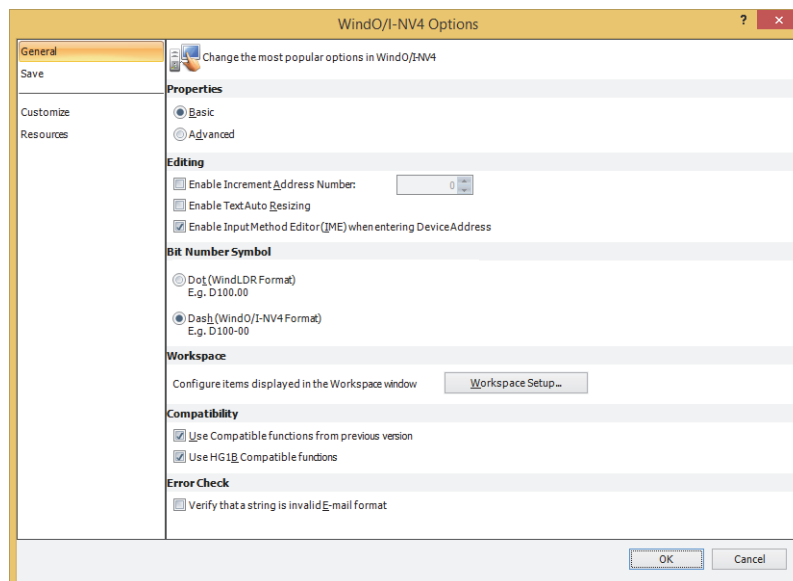 WindO/I-NV4 Options
?
General
Save
Customize
Resources
Change the most popular options in WindO/I-NV4
Properties
Basic
Advanced
Editing
Enable Increment Address Number: 0
Enable Text Auto Resizing
Enable Input Method Editor (IME) when entering Device Address
Bit Number Symbol
Dot (WindLDR Format)
E.g. D100.00
Dash (WindO/I-NV4 Format)
E.g. D100-00
Workspace
Configure items displayed in the Workspace window Workspace Setup...
Compatibility
Use Compatible functions from previous version
Use HG1B Compatible functions
Error Check
Verify that a string is invalid E-mail format
OK Cancel